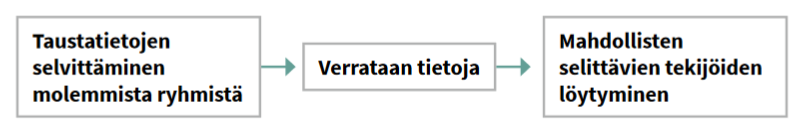 Taustatietojen
selvittäminen
molemmista ryhmistä
Verrataan tietoja
Mahdollisten
selittävien tekijöiden
löytyminen